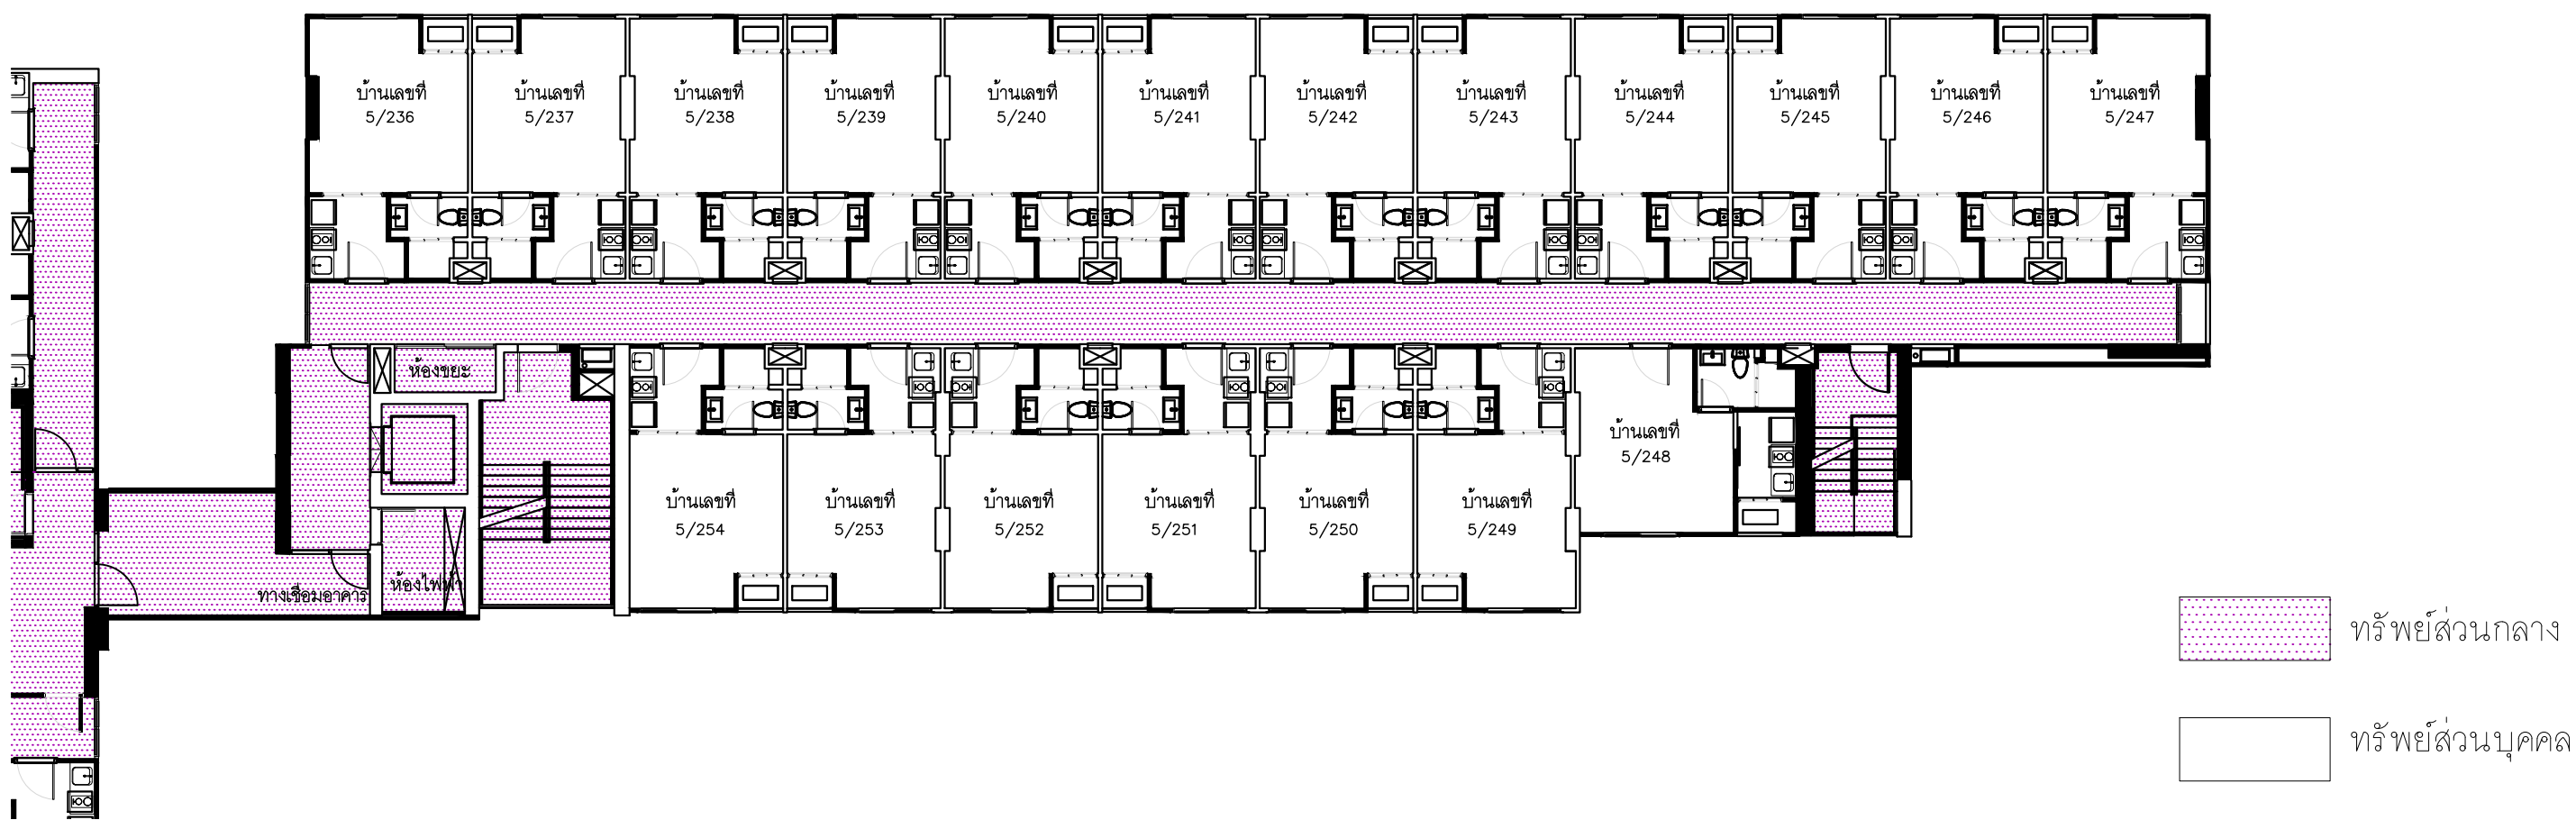 บ้านเลขที่
5/236
บ้านเลขที่
5/237
บ้านเลขที่
5/238
บ้านเลขที่
5/239
บ้านเลขที่
5/240
บ้านเลขที่
5/241
บ้านเลขที่
5/242
บ้านเลขที่
5/243
บ้านเลขที่
5/244
บ้านเลขที่
5/245
บ้านเลขที่
5/246
บ้านเลขที่
5/247
ห้องขยะ
บ้านเลขที่
5/248
บ้านเลขที่
5/254
บ้านเลขที่
5/253
บ้านเลขที่
5/252
บ้านเลขที่
5/251
บ้านเลขที่
5/250
บ้านเลขที่
5/249
ห้องไฟฟ้า
ทางเชื่อมอาคาร
ทรัพย์ส่วนกลาง
ทรัพย์ส่วนบุคคล